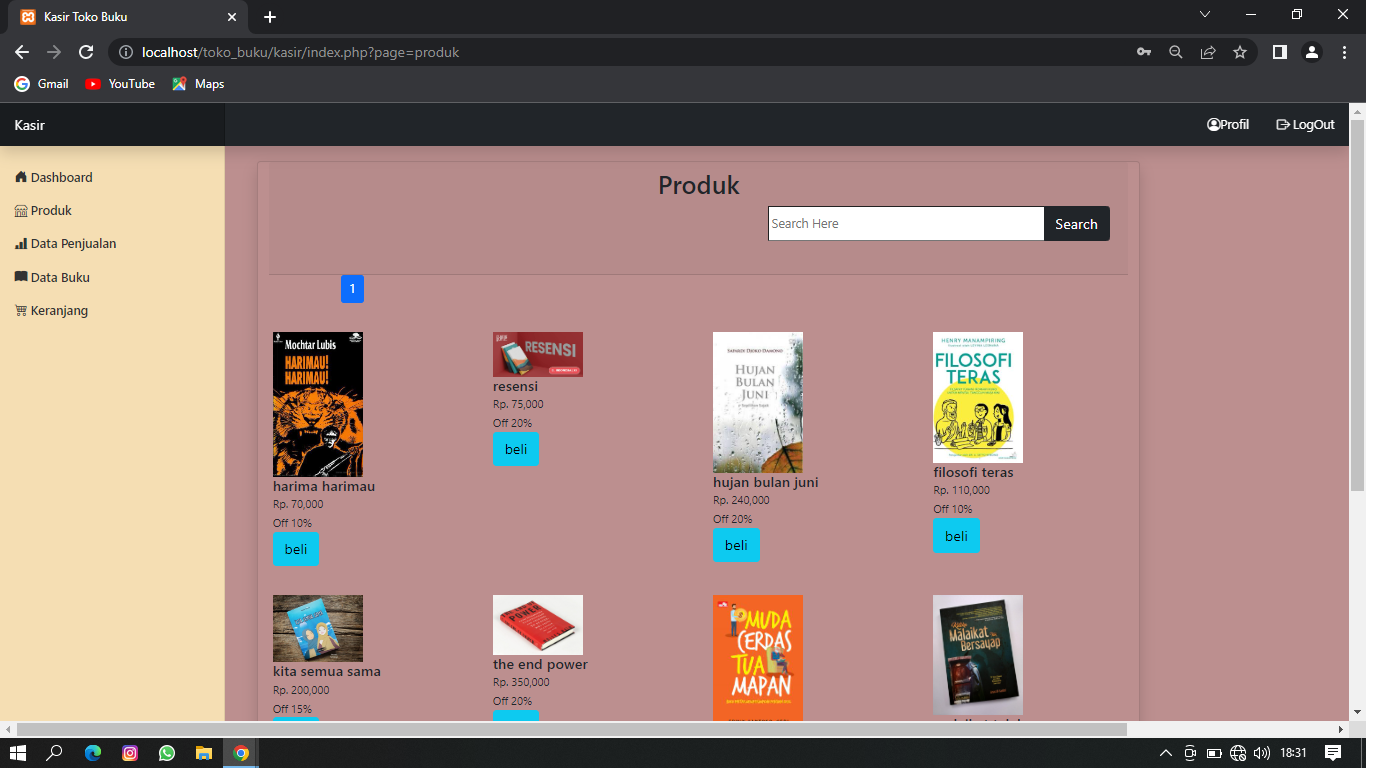 Kasir Toko Buku
localhost/toko_buku/kasir/index.php?page=produk
Gmail YouTube Maps
Kasir Profil LogOut
Dashboard
Produk
Data Penjualan
Data Buku
Keranjang
Produk
Search Here Search
1
Mochtar Lubis
HARIMAU!
HARIMAU!
harima harimau
Rp. 70,000
Off 10%
beli
RESENSI
resensi
Rp. 75,000
Off 20%
beli
SAPARDI DJOKO DAMONO
HUJAN
BULAN
JUNI
hujan bulan juni
Rp. 240,000
Off 20%
beli
HENRY MANAMPIRING
FILOSOFI
TERAS
filosofi teras
Rp. 110,000
Off 10%
beli
kita semua sama
Rp. 200,000
Off 15%
POWER
the end power
Rp. 350,000
Off 20%
MUDA
CERDAS
TUA
MAPAN
Malaikat
Bersayap
18:31